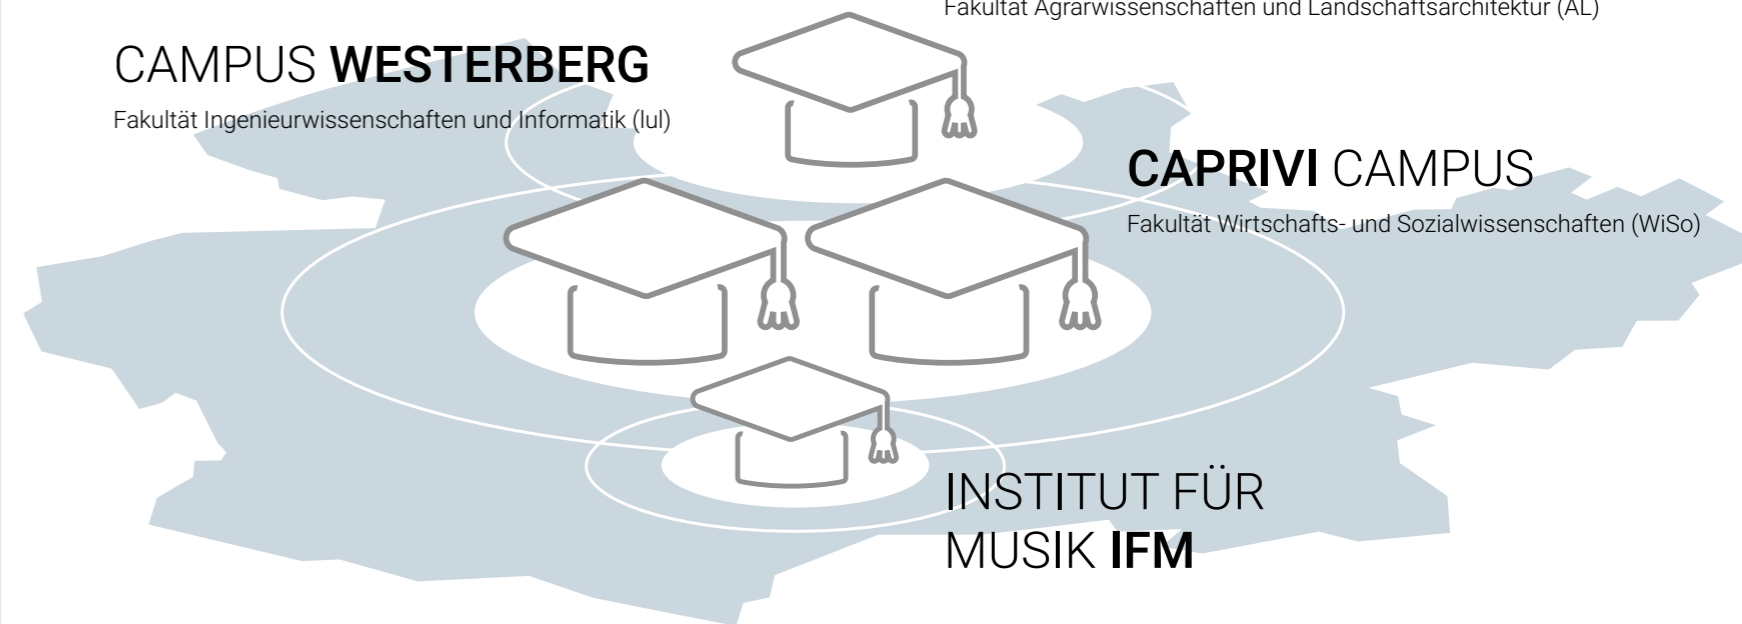 Fakultät Agrarwissenschaften und Landschaftsarchitektur (AL)
CAMPUS WESTERBERG
Fakultät Ingenieurwissenschaften und Informatik (IuI)
CAPRIVI CAMPUS
Fakultät Wirtschafts- und Sozialwissenschaften (WiSo)
INSTITUT FÜR
MUSIK IFM